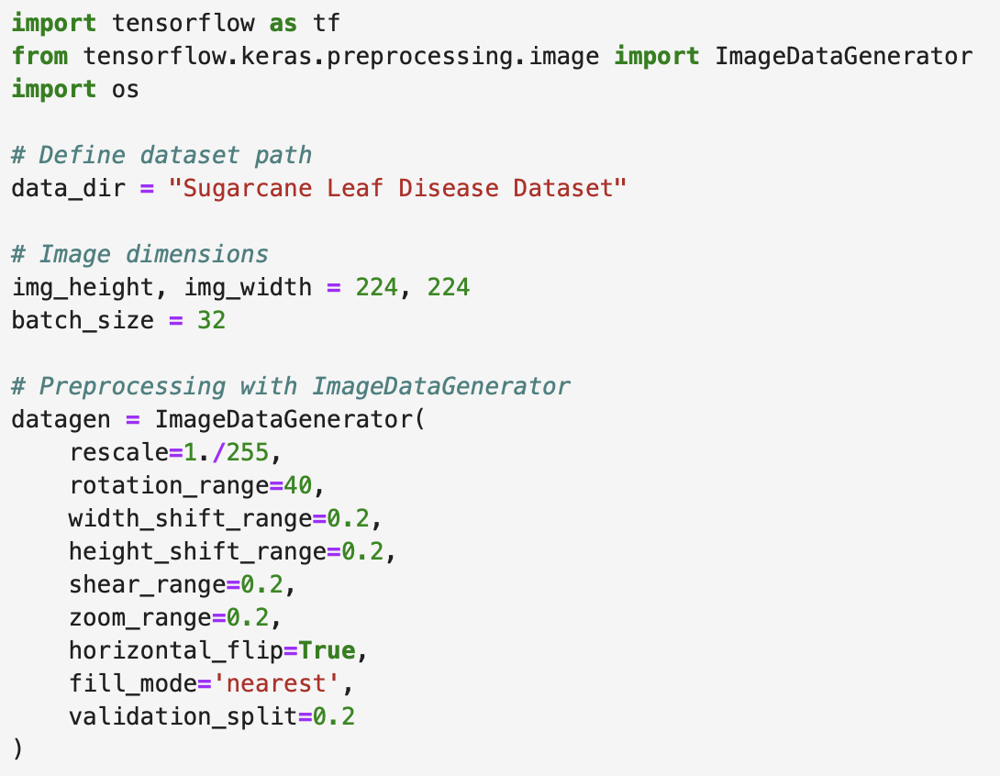 import tensorflow as tf
from tensorflow.keras.preprocessing.image import ImageDataGenerator
import os

# Define dataset path
data_dir = "Sugarcane Leaf Disease Dataset"

# Image dimensions
img_height, img_width = 224, 224
batch_size = 32

# Preprocessing with ImageDataGenerator
datagen = ImageDataGenerator(
    rescale=1./255,
    rotation_range=40,
    width_shift_range=0.2,
    height_shift_range=0.2,
    shear_range=0.2,
    zoom_range=0.2,
    horizontal_flip=True,
    fill_mode='nearest',
    validation_split=0.2
)